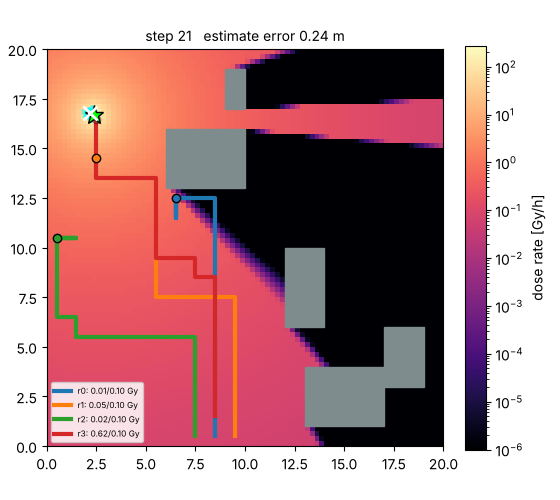 step 21   estimate error 0.24 m
20.0
17.5
15.0
12.5
10.0
7.5
5.0
2.5
0.0
r0: 0.01/0.10 Gy
r1: 0.05/0.10 Gy
r2: 0.02/0.10 Gy
r3: 0.62/0.10 Gy
0.0 2.5 5.0 7.5 10.0 12.5 15.0 17.5 20.0
10²
10¹
10⁰
10⁻¹
10⁻²
10⁻³
10⁻⁴
10⁻⁵
10⁻⁶
dose rate [Gy/h]